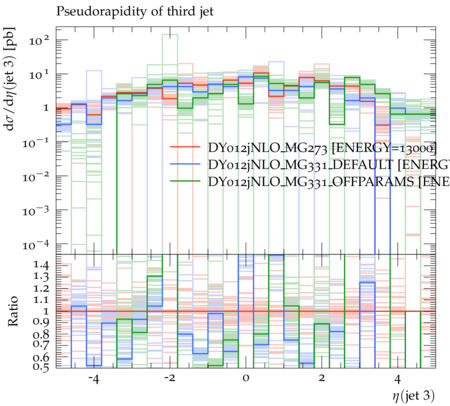 Pseudorapidity of third jet
dσ/dη(jet 3) [pb]
10²
10¹
1
10⁻¹
10⁻²
10⁻³
10⁻⁴
DY012jNLO_MG273 [ENERGY=13000]
DY012jNLO_MG331_DEFAULT [ENERG
DY012jNLO_MG331_OFFPARAMS [ENE
Ratio
1.4
1.3
1.2
1.1
1
0.9
0.8
0.7
0.6
0.5
-4 -2 0 2 4
η(jet 3)